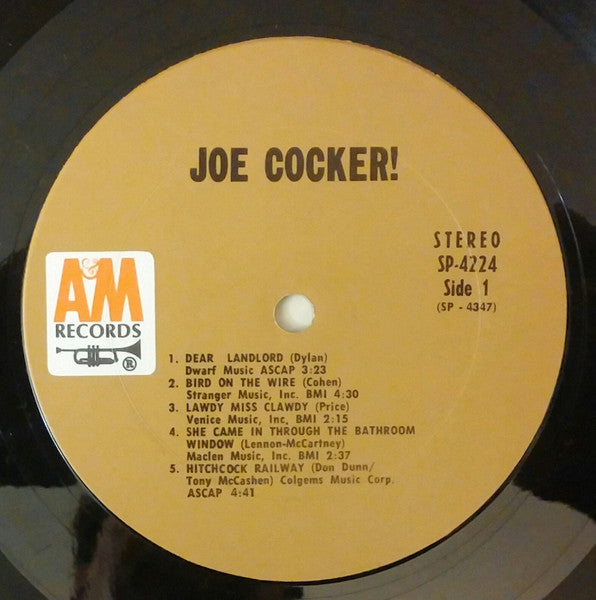 JOE COCKER!
STEREO
SP-4224
Side 1
(SP - 4347)
A&M
RECORDS
®
1. DEAR LANDLORD (Dylan)
Dwarf Music ASCAP 3:23
2. BIRD ON THE WIRE (Cohen)
Stranger Music, Inc. BMI 4:30
3. LAWDY MISS CLAWDY (Price)
Venice Music, Inc, BMI 2:15
4. SHE CAME IN THROUGH THE BATHROOM
WINDOW (Lennon-McCartney)
Maclen Music, Inc. BMI 2:37
5. HITCHCOCK RAILWAY (Don Dunn/
Tony McCashen) Colgems Music Corp.
ASCAP 4:41